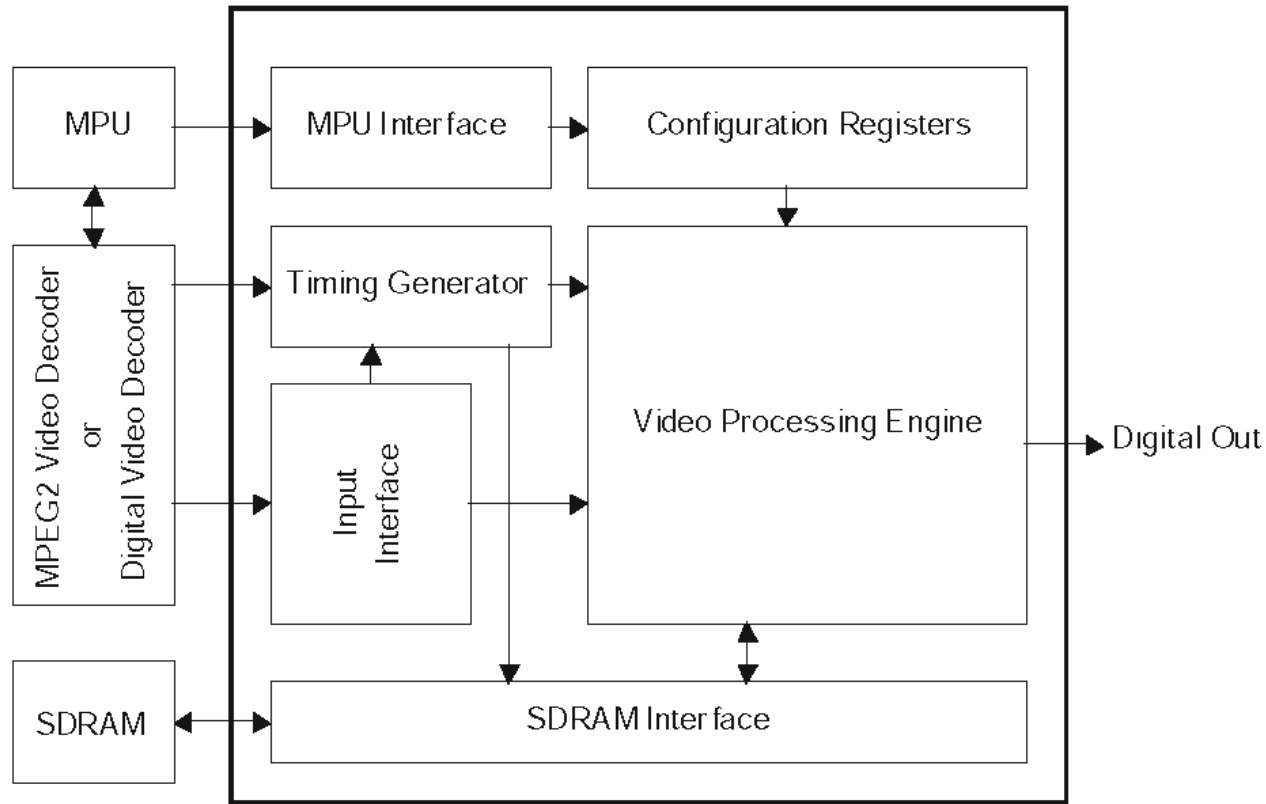 MPU
MPU Interface
Configuration Registers
Timing Generator
MPEG2 Video Decoder
or
Digital Video Decoder
Input
Interface
Video Processing Engine
Digital Out
SDRAM
SDRAM Interface